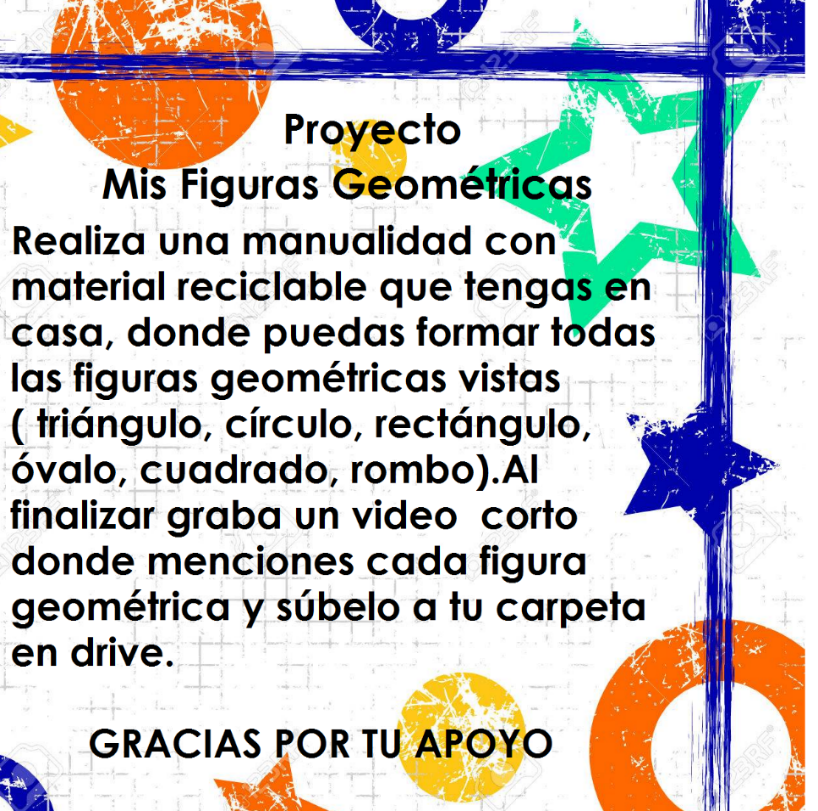 Proyecto
Mis Figuras Geométricas
Realiza una manualidad con
material reciclable que tengas en
casa, donde puedas formar todas
las figuras geométricas vistas
( triángulo, círculo, rectángulo,
óvalo, cuadrado, rombo).Al
finalizar graba un video corto
donde menciones cada figura
geométrica y súbelo a tu carpeta
en drive.
GRACIAS POR TU APOYO